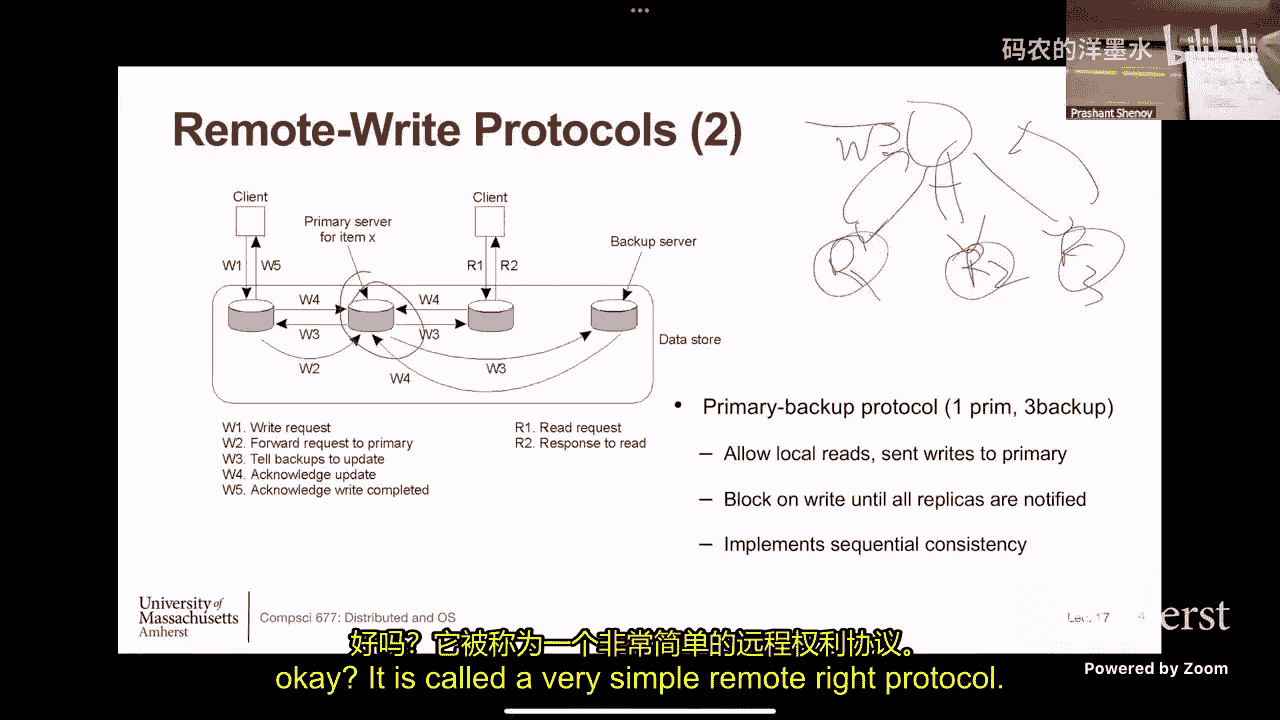 码农的洋墨水 bilibili
Prashant Shenoy
Remote-Write Protocols (2)
W
R1
R2
R3
Client
Client
Primary server
for item x
Backup server
W1
W5
R1
R2
W4
W4
W3
W3
W2
W3
W4
Data store
W1. Write request
W2. Forward request to primary
W3. Tell backups to update
W4. Acknowledge update
W5. Acknowledge write completed
R1. Read request
R2. Response to read
• Primary-backup protocol (1 prim, 3backup)
– Allow local reads, sent writes to primary
– Block on write until all replicas are notified
– Implements sequential consistency
University of
Massachusetts
Amherst
Compsci 677: Distributed and OS
Lec. 17
4
erst
好吗？它被称为一个非常简单的远程权利协议。
okay? It is called a very simple remote right protocol.
Powered by Zoom